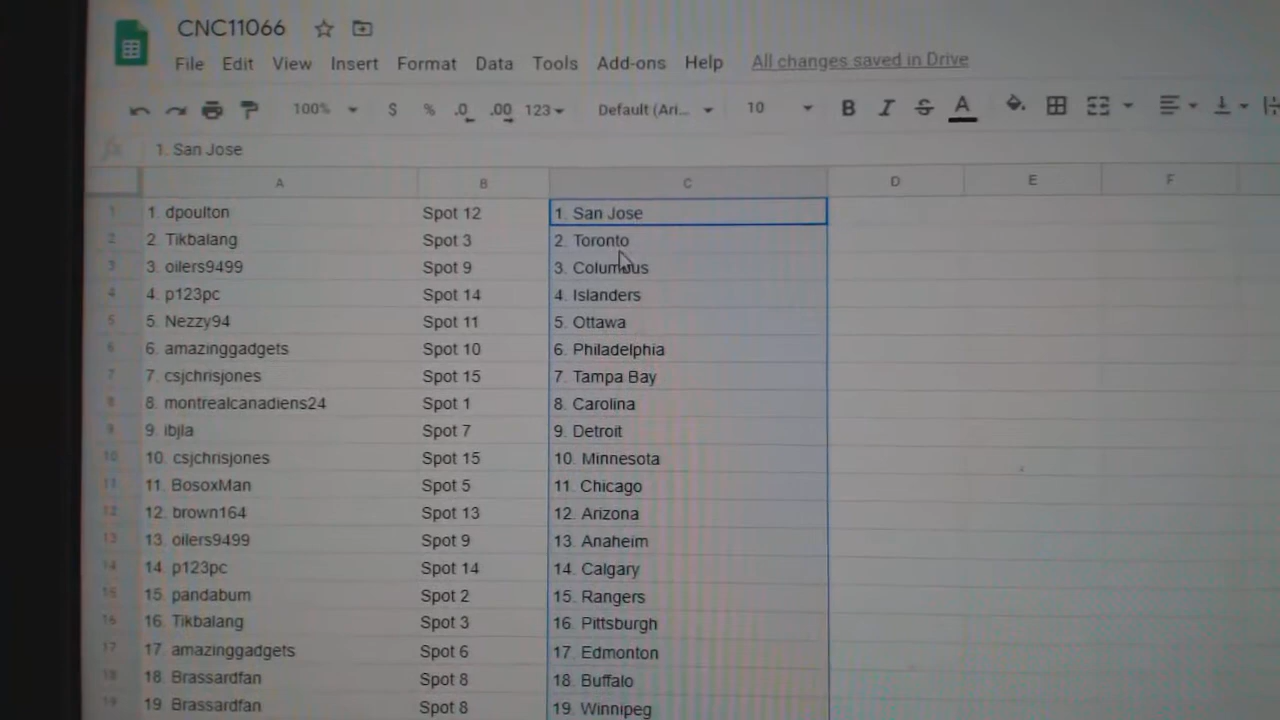 CNC11066
File Edit View Insert Format Data Tools Add-ons Help All changes saved in Drive
100% $ % .0 .00 123 Default (Ari... 10 B I S A
fx 1. San Jose
A B C D E F
1 1. dpoulton Spot 12 1. San Jose
2 2. Tikbalang Spot 3 2. Toronto
3 3. oilers9499 Spot 9 3. Columbus
4 4. p123pc Spot 14 4. Islanders
5 5. Nezzy94 Spot 11 5. Ottawa
6 6. amazinggadgets Spot 10 6. Philadelphia
7 7. csjchrisjones Spot 15 7. Tampa Bay
8 8. montrealcanadiens24 Spot 1 8. Carolina
9 9. ibjla Spot 7 9. Detroit
10 10. csjchrisjones Spot 15 10. Minnesota
11 11. BosoxMan Spot 5 11. Chicago
12 12. brown164 Spot 13 12. Arizona
13 13. oilers9499 Spot 9 13. Anaheim
14 14. p123pc Spot 14 14. Calgary
15 15. pandabum Spot 2 15. Rangers
16 16. Tikbalang Spot 3 16. Pittsburgh
17 17. amazinggadgets Spot 6 17. Edmonton
18 18. Brassardfan Spot 8 18. Buffalo
19 19. Brassardfan Spot 8 19. Winnipeg